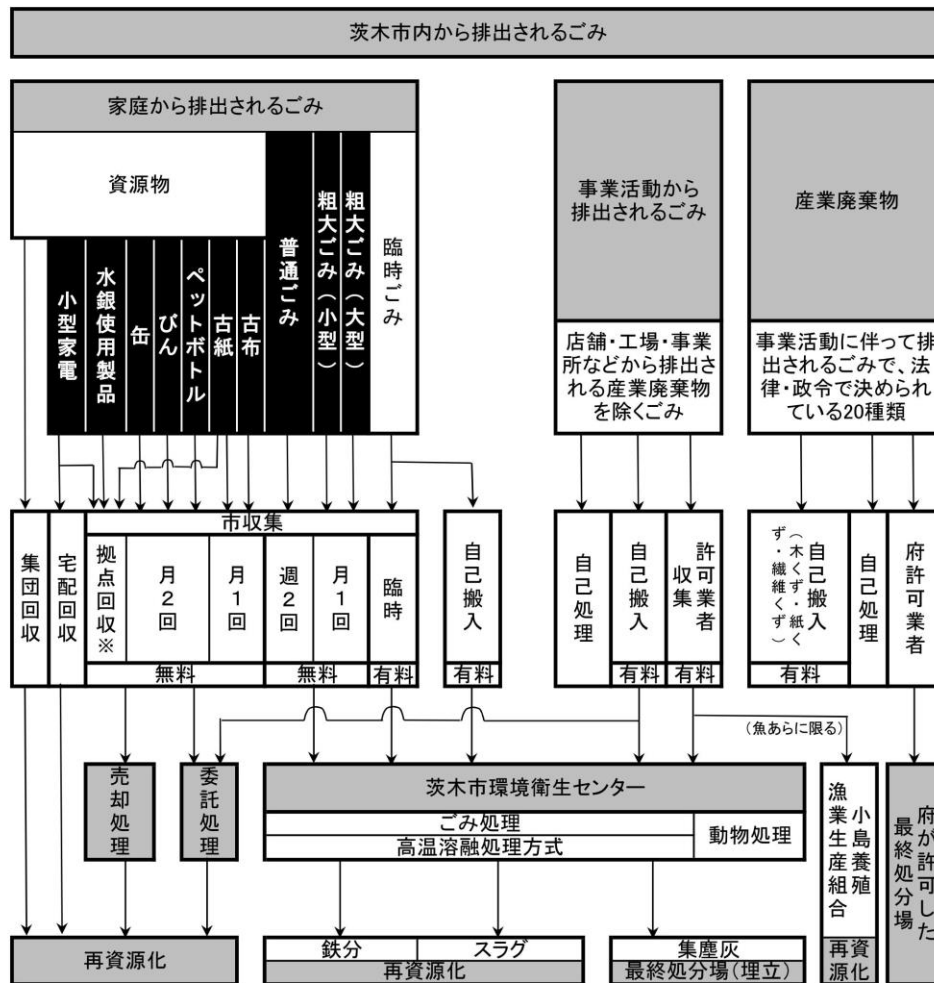 茨木市内から排出されるごみ
家庭から排出されるごみ
資源物
小型家電
水銀使用製品
缶
びん
ペットボトル
古紙
古布
普通ごみ
粗大ごみ（小型）
粗大ごみ（大型）
臨時ごみ
事業活動から
排出されるごみ
店舗・工場・事業
所などから排出さ
れる産業廃棄物
を除くごみ
産業廃棄物
事業活動に伴って排
出されるごみで、法
律・政令で決められ
ている20種類
集団回収
宅配回収
市収集
拠点回収※
月2回
月1回
無料
週2回
月1回
無料
臨時
有料
自己搬入
有料
自己処理
自己搬入
有料
許可業者
収集
有料
自己搬入
（木くず・紙く
ず・繊維くず）
有料
自己処理
府許可業者
(魚あらに限る)
売却処理
委託処理
茨木市環境衛生センター
ごみ処理
高温溶融処理方式
動物処理
小島養殖
漁業生産組合
府が許可した
最終処分場
再資源化
鉄分
スラグ
再資源化
集塵灰
最終処分場(埋立)
再資
源化